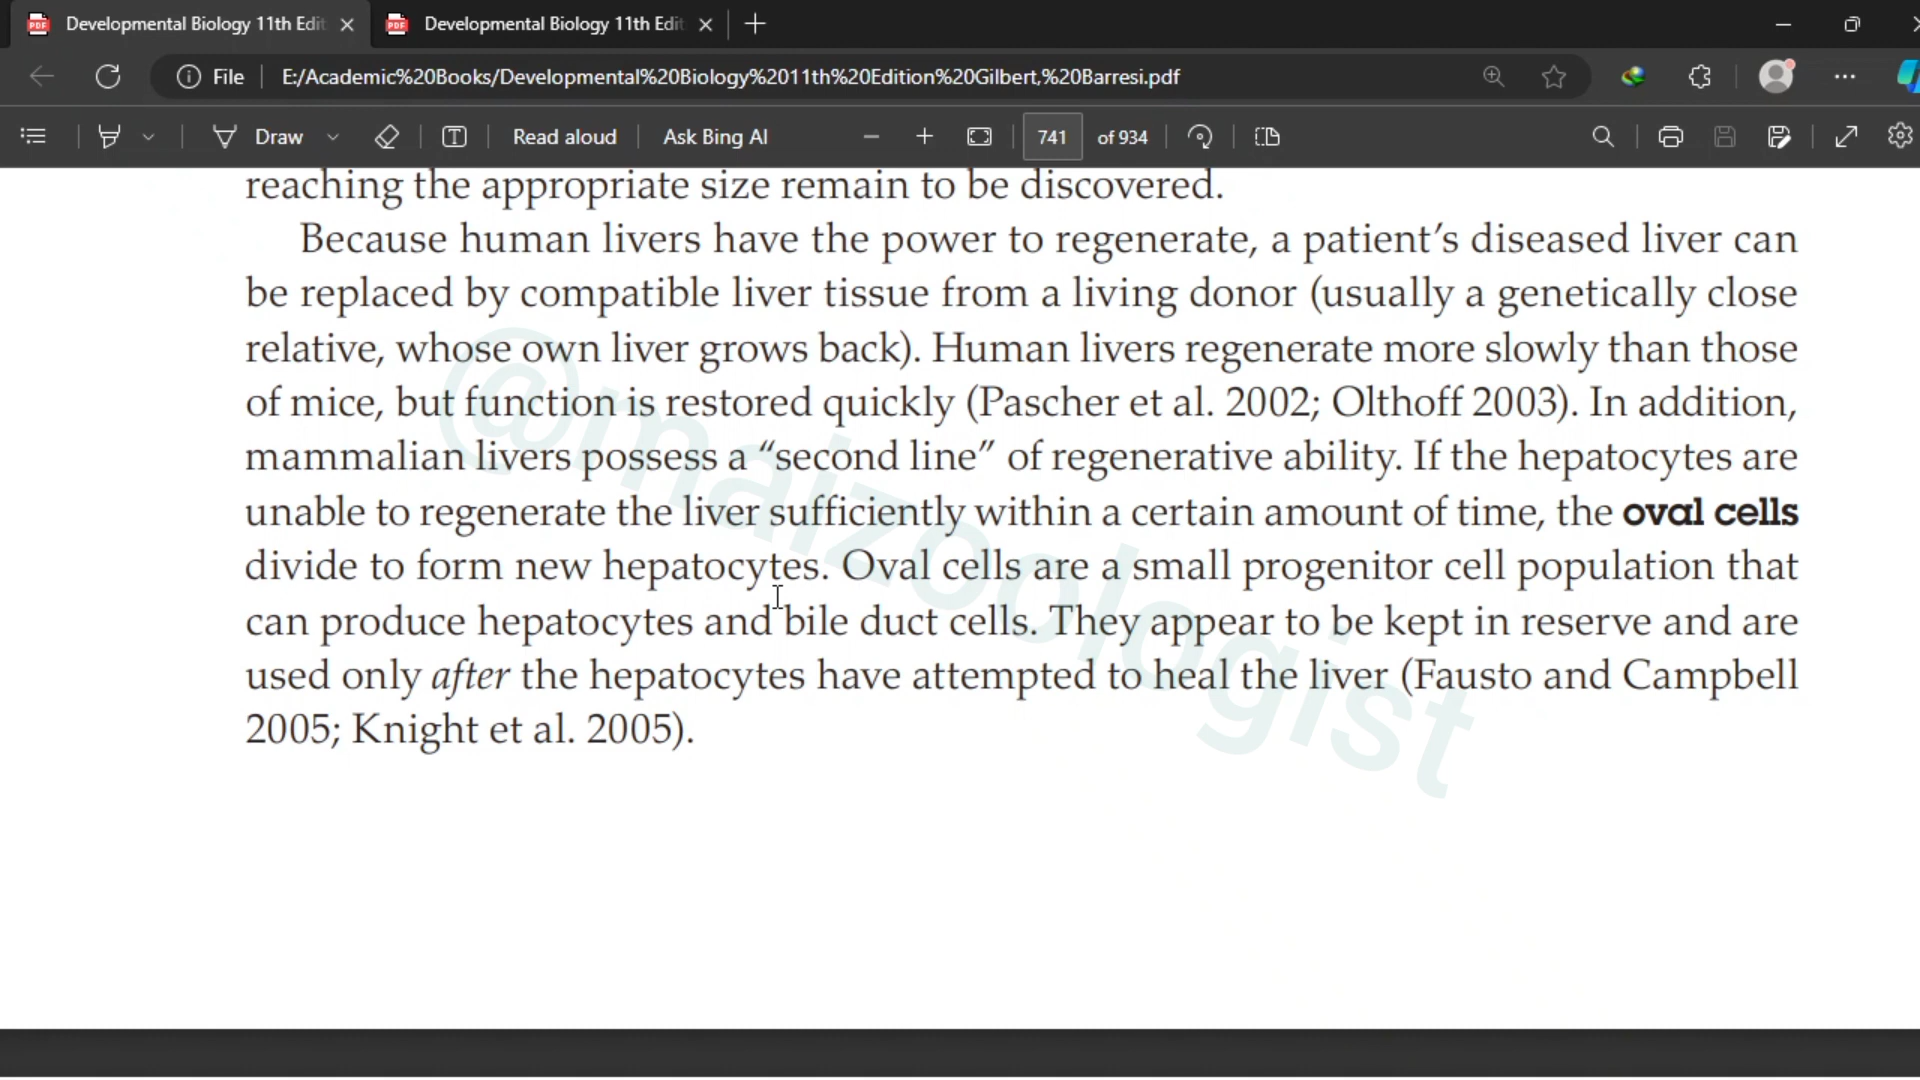 Developmental Biology 11th Edit
Developmental Biology 11th Edit
File
E:/Academic%20Books/Developmental%20Biology%2011th%20Edition%20Gilbert,%20Barresi.pdf
Draw
Read aloud
Ask Bing AI
741 of 934
reaching the appropriate size remain to be discovered.
Because human livers have the power to regenerate, a patient’s diseased liver can
be replaced by compatible liver tissue from a living donor (usually a genetically close
relative, whose own liver grows back). Human livers regenerate more slowly than those
of mice, but function is restored quickly (Pascher et al. 2002; Olthoff 2003). In addition,
mammalian livers possess a “second line” of regenerative ability. If the hepatocytes are
unable to regenerate the liver sufficiently within a certain amount of time, the oval cells
divide to form new hepatocytes. Oval cells are a small progenitor cell population that
can produce hepatocytes and bile duct cells. They appear to be kept in reserve and are
used only after the hepatocytes have attempted to heal the liver (Fausto and Campbell
2005; Knight et al. 2005).
@maizoologist